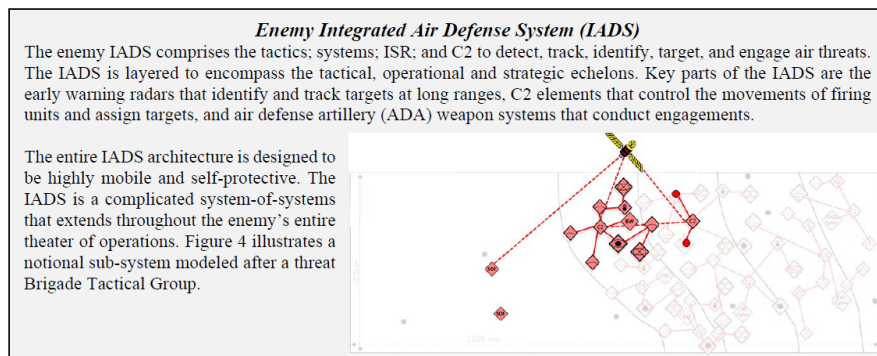 Enemy Integrated Air Defense System (IADS)
The enemy IADS comprises the tactics; systems; ISR; and C2 to detect, track, identify, target, and engage air threats.
The IADS is layered to encompass the tactical, operational and strategic echelons. Key parts of the IADS are the
early warning radars that identify and track targets at long ranges, C2 elements that control the movements of firing
units and assign targets, and air defense artillery (ADA) weapon systems that conduct engagements.
The entire IADS architecture is designed to
be highly mobile and self-protective. The
IADS is a complicated system-of-systems
that extends throughout the enemy's entire
theater of operations. Figure 4 illustrates a
notional sub-system modeled after a threat
Brigade Tactical Group.
EW
C2
C2
SOF
SOF